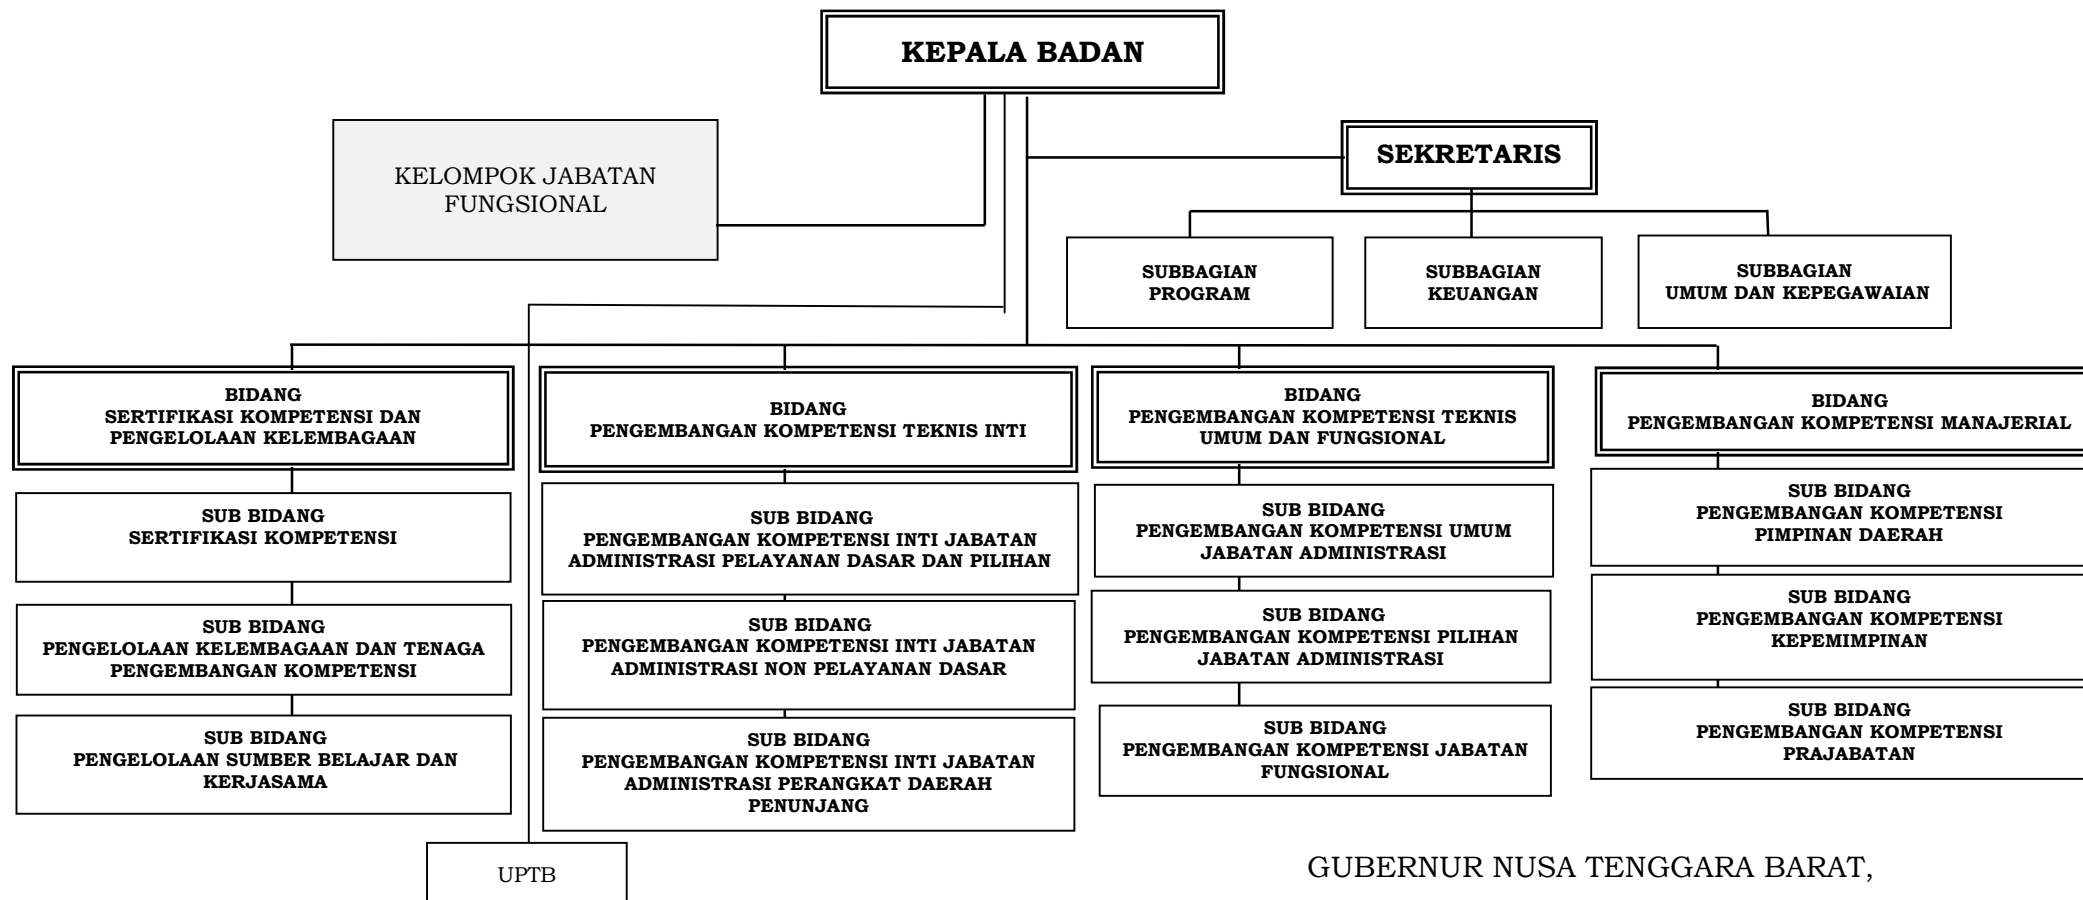 KEPALA BADAN
KELOMPOK JABATAN
FUNGSIONAL
SEKRETARIS
SUBBAGIAN
PROGRAM
SUBBAGIAN
KEUANGAN
SUBBAGIAN
UMUM DAN KEPEGAWAIAN
BIDANG
SERTIFIKASI KOMPETENSI DAN
PENGELOLAAN KELEMBAGAAN
BIDANG
PENGEMBANGAN KOMPETENSI TEKNIS INTI
BIDANG
PENGEMBANGAN KOMPETENSI TEKNIS
UMUM DAN FUNGSIONAL
BIDANG
PENGEMBANGAN KOMPETENSI MANAJERIAL
SUB BIDANG
SERTIFIKASI KOMPETENSI
SUB BIDANG
PENGEMBANGAN KOMPETENSI INTI JABATAN
ADMINISTRASI PELAYANAN DASAR DAN PILIHAN
SUB BIDANG
PENGEMBANGAN KOMPETENSI UMUM
JABATAN ADMINISTRASI
SUB BIDANG
PENGEMBANGAN KOMPETENSI
PIMPINAN DAERAH
SUB BIDANG
PENGELOLAAN KELEMBAGAAN DAN TENAGA
PENGEMBANGAN KOMPETENSI
SUB BIDANG
PENGEMBANGAN KOMPETENSI INTI JABATAN
ADMINISTRASI NON PELAYANAN DASAR
SUB BIDANG
PENGEMBANGAN KOMPETENSI PILIHAN
JABATAN ADMINISTRASI
SUB BIDANG
PENGEMBANGAN KOMPETENSI
KEPEMIMPINAN
SUB BIDANG
PENGELOLAAN SUMBER BELAJAR DAN
KERJASAMA
SUB BIDANG
PENGEMBANGAN KOMPETENSI INTI JABATAN
ADMINISTRASI PERANGKAT DAERAH
PENUNJANG
SUB BIDANG
PENGEMBANGAN KOMPETENSI JABATAN
FUNGSIONAL
SUB BIDANG
PENGEMBANGAN KOMPETENSI
PRAJABATAN
UPTB
GUBERNUR NUSA TENGGARA BARAT,